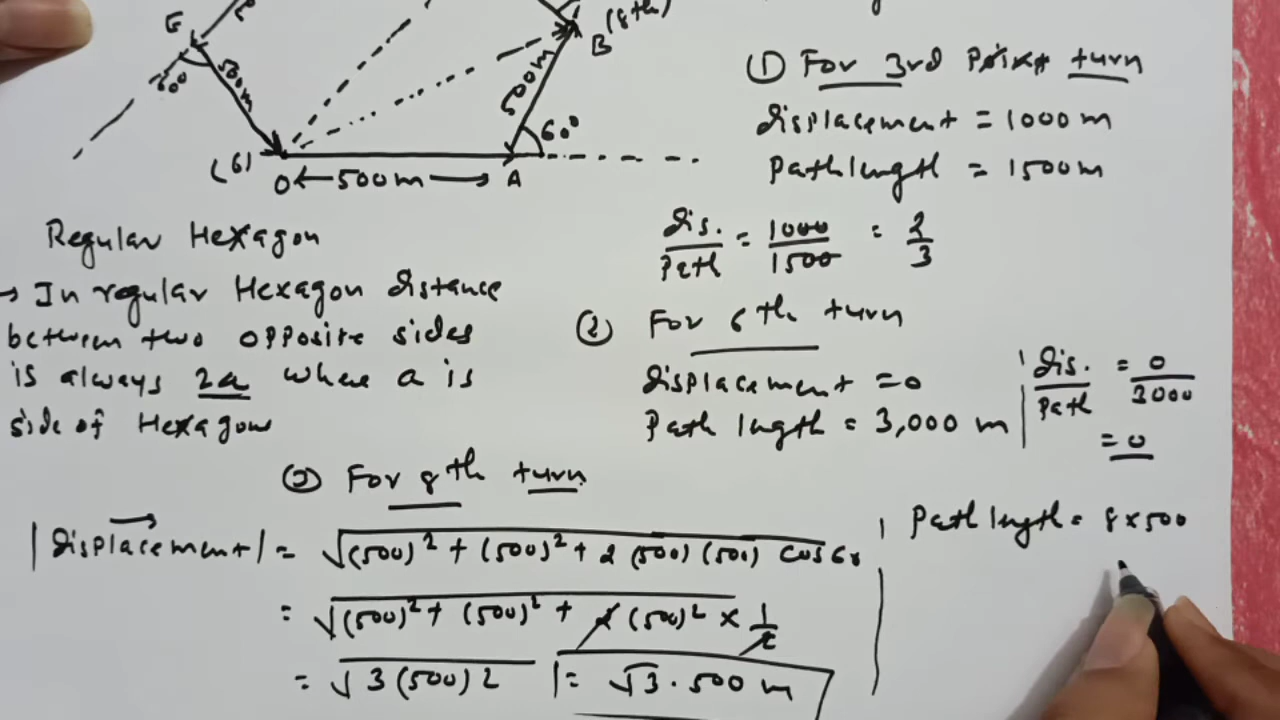 E
60°
500m
(6)
O
500m
A
500m
60°
B (8th)
① For 3rd turn
displacement = 1000 m
Path length = 1500 m
dis. / Path = 1000 / 1500 = 2 / 3
Regular Hexagon
→ In regular Hexagon distance
between two opposite sides
is always 2a where a is
side of Hexagon
② For 6th turn
displacement = 0
Path length = 3,000 m
dis. / Path = 0 / 3000
= 0
③ For 8th turn
|displacement| = √(500)² + (500)² + 2 (500) (500) cos 60
= √(500)² + (500)² + 2 (500)² × 1/2
= √3 (500) 2 = √3 . 500 m
Path length = 8 × 500